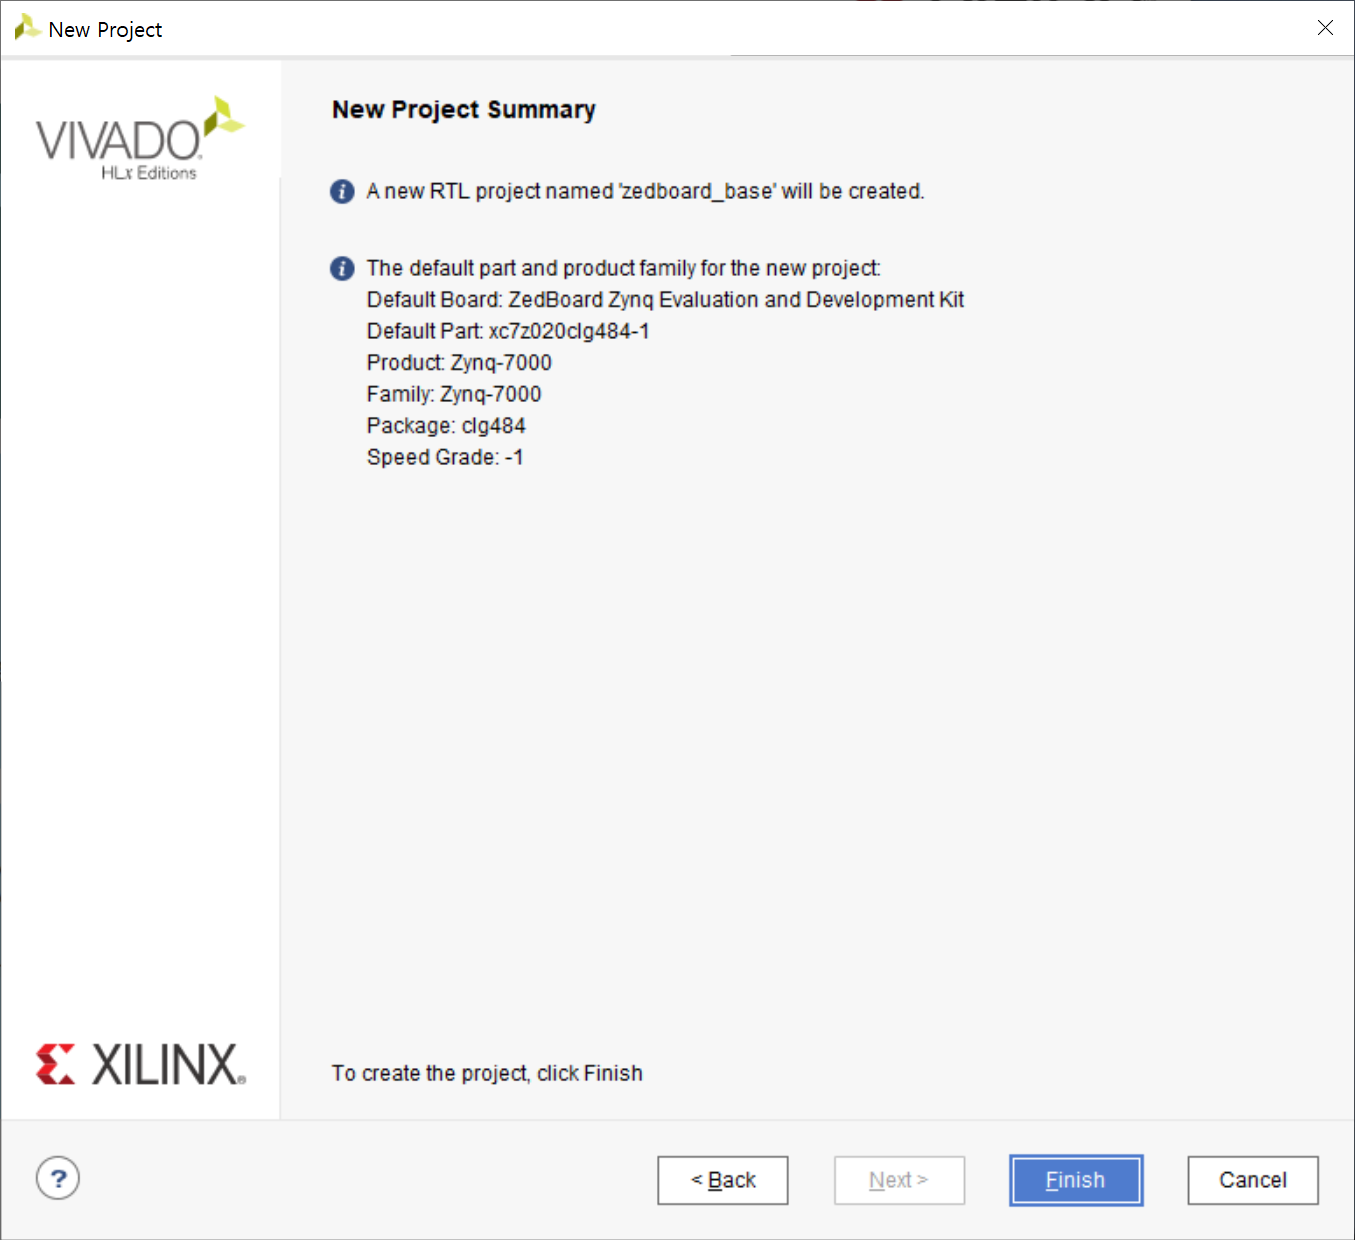 New Project
VIVADO
HLx Editions
New Project Summary
A new RTL project named 'zedboard_base' will be created.
The default part and product family for the new project:
Default Board: ZedBoard Zynq Evaluation and Development Kit
Default Part: xc7z020clg484-1
Product: Zynq-7000
Family: Zynq-7000
Package: clg484
Speed Grade: -1
XILINX®
To create the project, click Finish
?
< Back
Next >
Finish
Cancel